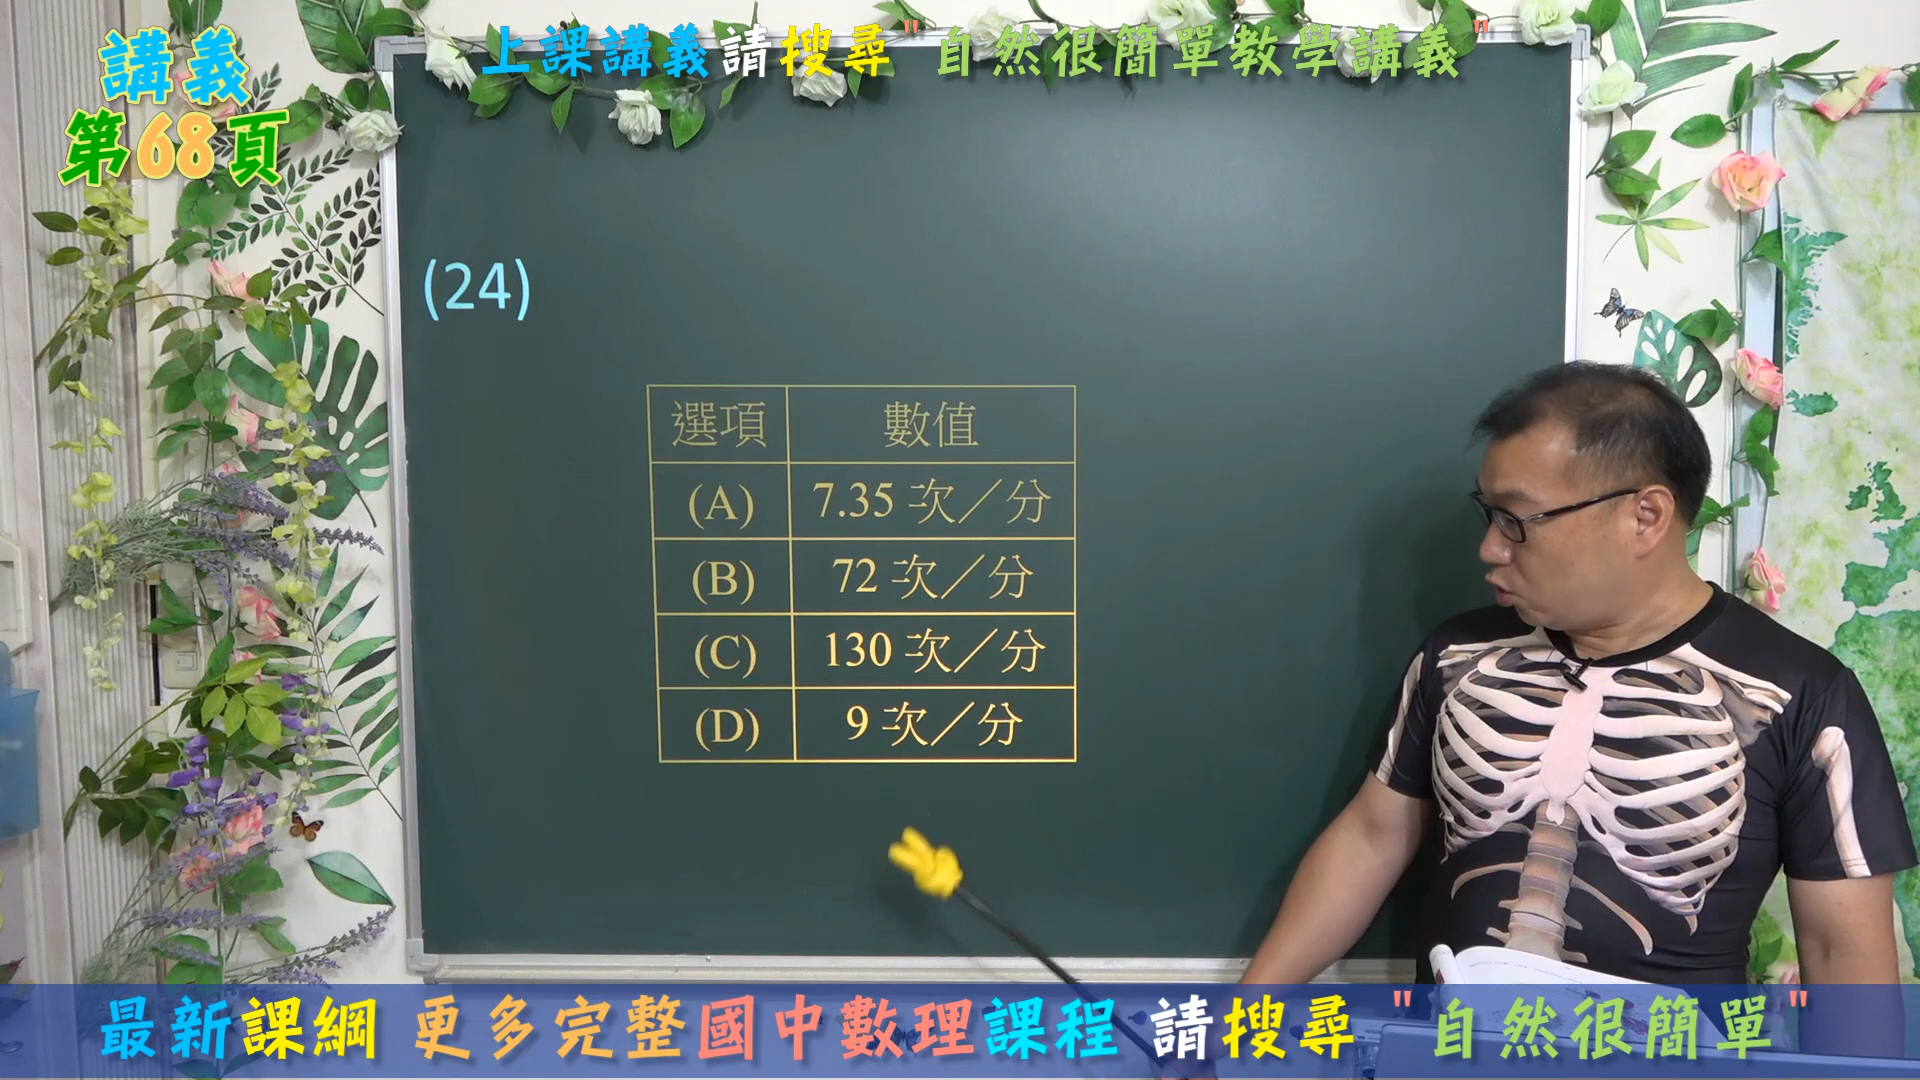 上課講義請搜尋"自然很簡單教學講義"
講義
第68頁
(24)
選項 數值
(A) 7.35 次／分
(B) 72 次／分
(C) 130 次／分
(D) 9 次／分
最新課綱 更多完整國中數理課程 請搜尋"自然很簡單"